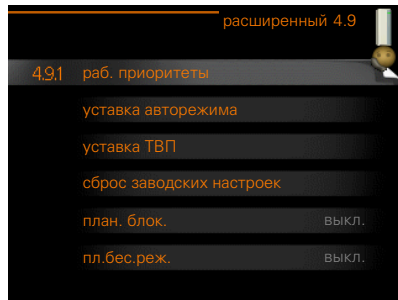 расширенный 4.9
4.9.1 раб. приоритеты
уставка авторежима
уставка ТВП
сброс заводских настроек
план. блок. выкл.
пл.бес.реж. выкл.